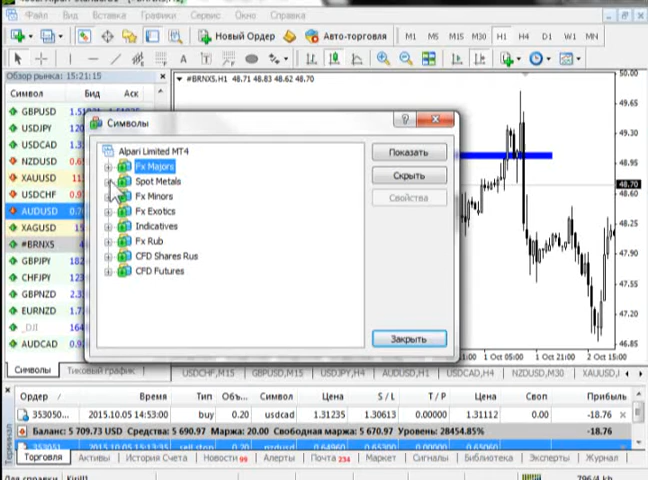 Файл Вид Вставка Графики Сервис Окно Справка
Новый Ордер Авто-торговля M1 M5 M15 M30 H1 H4 D1 W1 MN
Обзор рынка: 15:21:15
Символ Бид Аск
GBPUSD
USDJPY
USDCAD
NZDUSD
XAUUSD
USDCHF
AUDUSD
XAGUSD
#BRNX5
GBPJPY
CHFJPY
GBPNZD
EURNZD
_DJI
AUDCAD
Символы Тиковый график
#BRNX5,H1 48.71 48.83 48.62 48.70
50.00
49.65
49.30
48.95
48.70
48.60
48.25
47.90
47.55
47.20
46.85
1 Oct 05:00 1 Oct 21:00 2 Oct 15:00
Символы
Alpari Limited MT4
Fx Majors
Spot Metals
Fx Minors
Fx Exotics
Indicatives
Fx Rub
CFD Shares Rus
CFD Futures
Показать
Скрыть
Свойства
Закрыть
USDCHF,M15 GBPUSD,M15 USDJPY,H4 AUDUSD,H1 USDCAD,H4 NZDUSD,M30
Ордер / Время Тип Объ... Символ Цена S / L T / P Цена Своп Прибыль
353050... 2015.10.05 14:53:00 buy 0.20 usdcad 1.31235 1.30613 0.00000 1.31112 0.00 -18.76
Баланс: 5 709.73 USD Средства: 5 690.97 Маржа: 20.00 Свободная маржа: 5 670.97 Уровень: 28454.85% -18.76
Терминал
Торговля Активы История Счета Новости 99 Алерты Почта 234 Маркет Сигналы Библиотека Эксперты Журнал